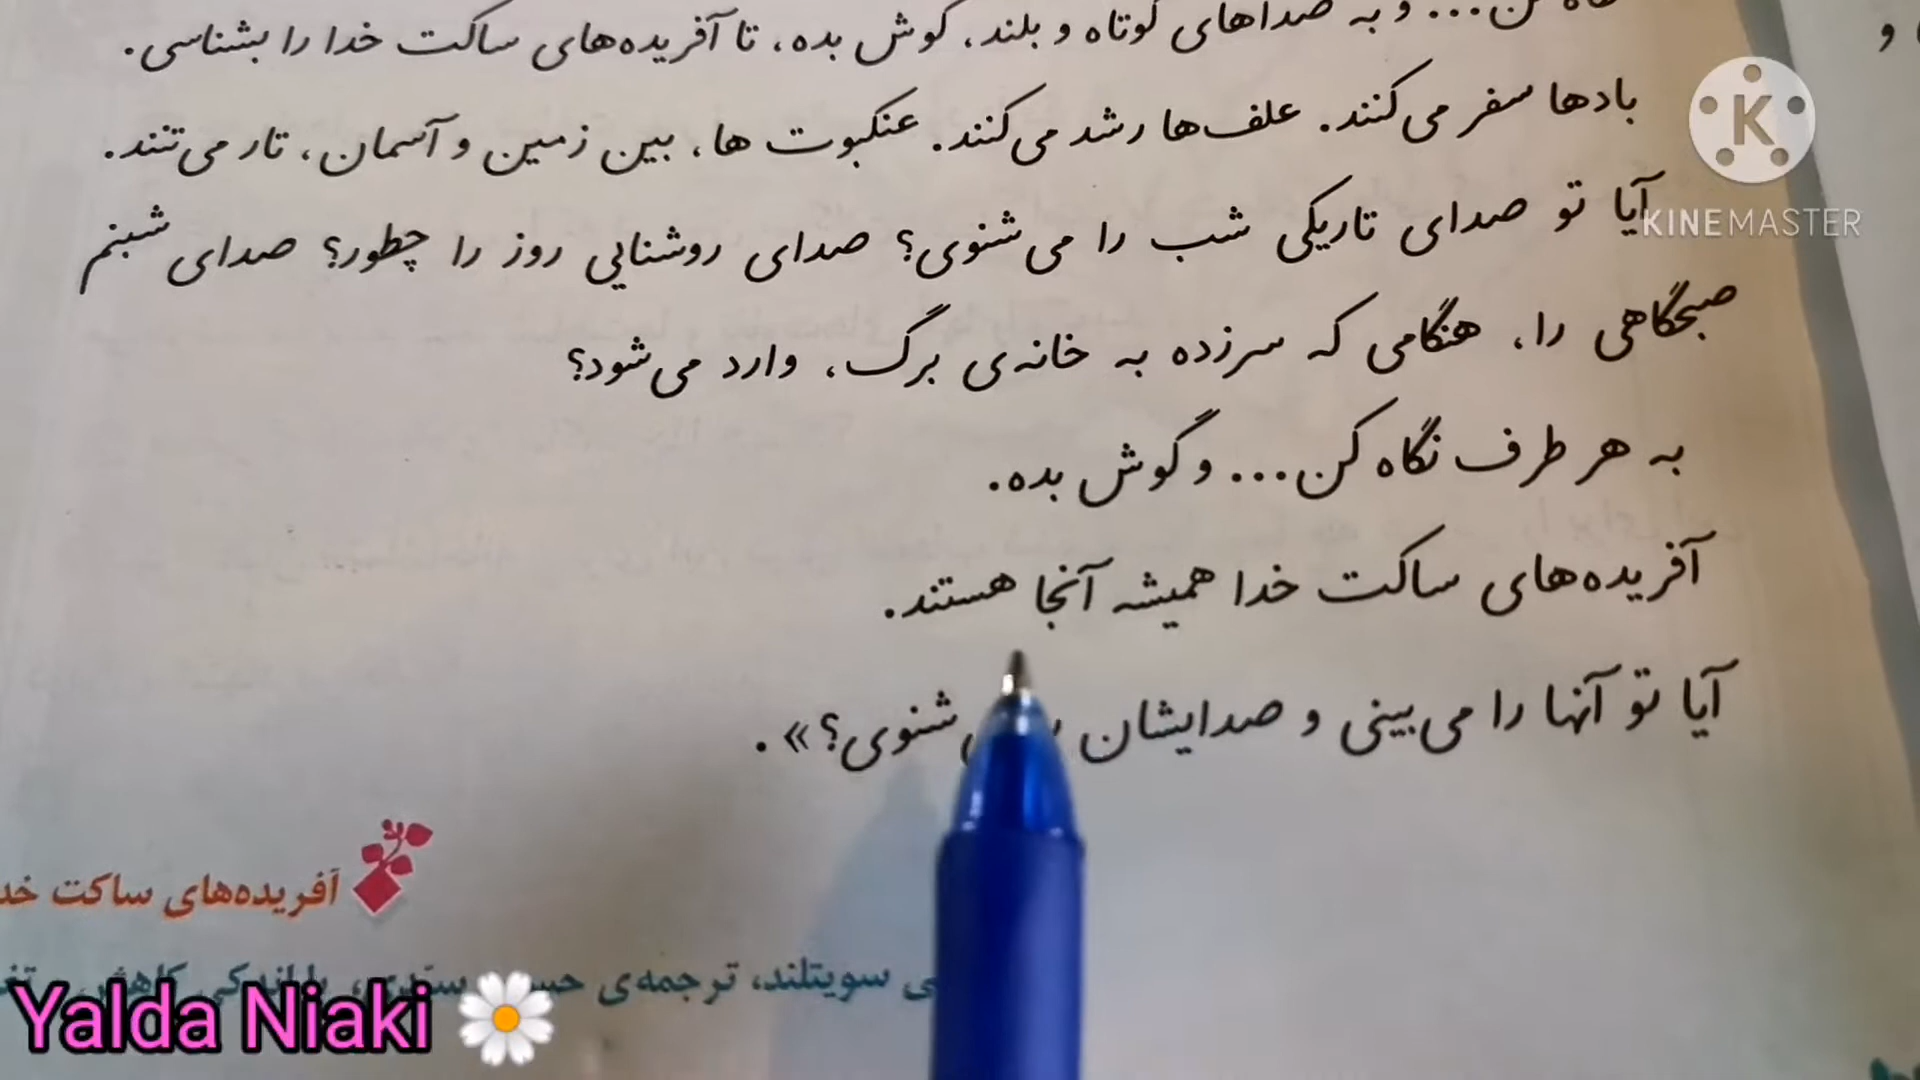 کن... و به صداهای کوتاه و بلند، گوش بده، تا آفریده‌های ساکت خدا را بشناسی.
بادها سفر می‌کنند. علف‌ها رشد می‌کنند. عنکبوت ها، بین زمین و آسمان، تار می‌تنند.
آیا تو صدای تاریکی شب را می‌شنوی؟ صدای روشنایی روز را چطور؟ صدای شبنم
صبحگاهی را، هنگامی که سرزده به خانه‌ی برگ، وارد می‌شود؟
به هر طرف نگاه کن... و گوش بده.
آفریده‌های ساکت خدا همیشه آنجا هستند.
آیا تو آنها را می‌بینی و صدایشان شنوی؟».
آفریده‌های ساکت
سویتلند، ترجمه‌ی
K
KINEMASTER
Yalda Niaki
و